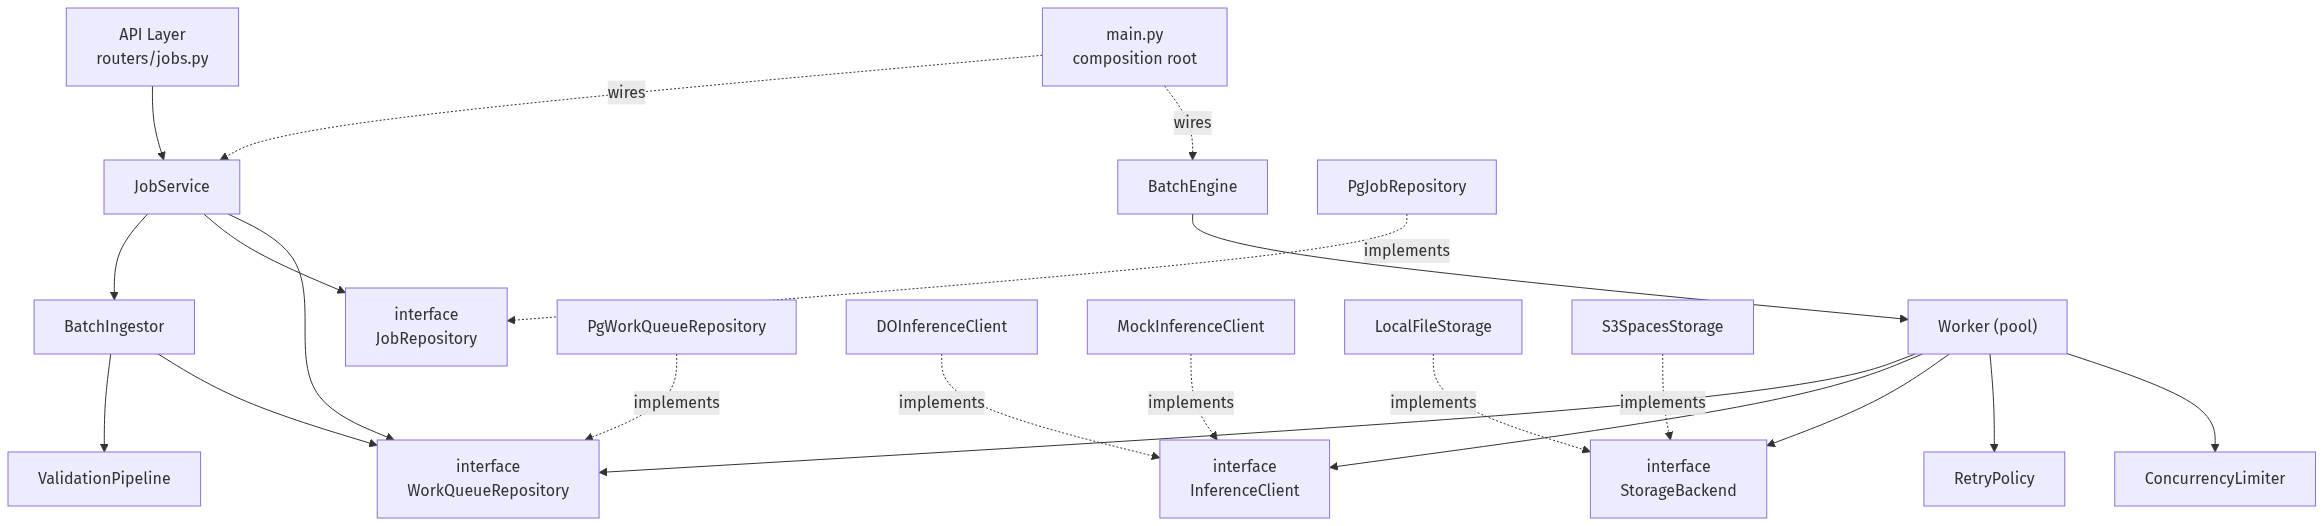 API Layer
routers/jobs.py
main.py
composition root
wires
wires
JobService
BatchEngine
PgJobRepository
implements
BatchIngestor
interface
JobRepository
PgWorkQueueRepository
DOInferenceClient
MockInferenceClient
LocalFileStorage
S3SpacesStorage
Worker (pool)
implements
implements
implements
implements
implements
ValidationPipeline
interface
WorkQueueRepository
interface
InferenceClient
interface
StorageBackend
RetryPolicy
ConcurrencyLimiter